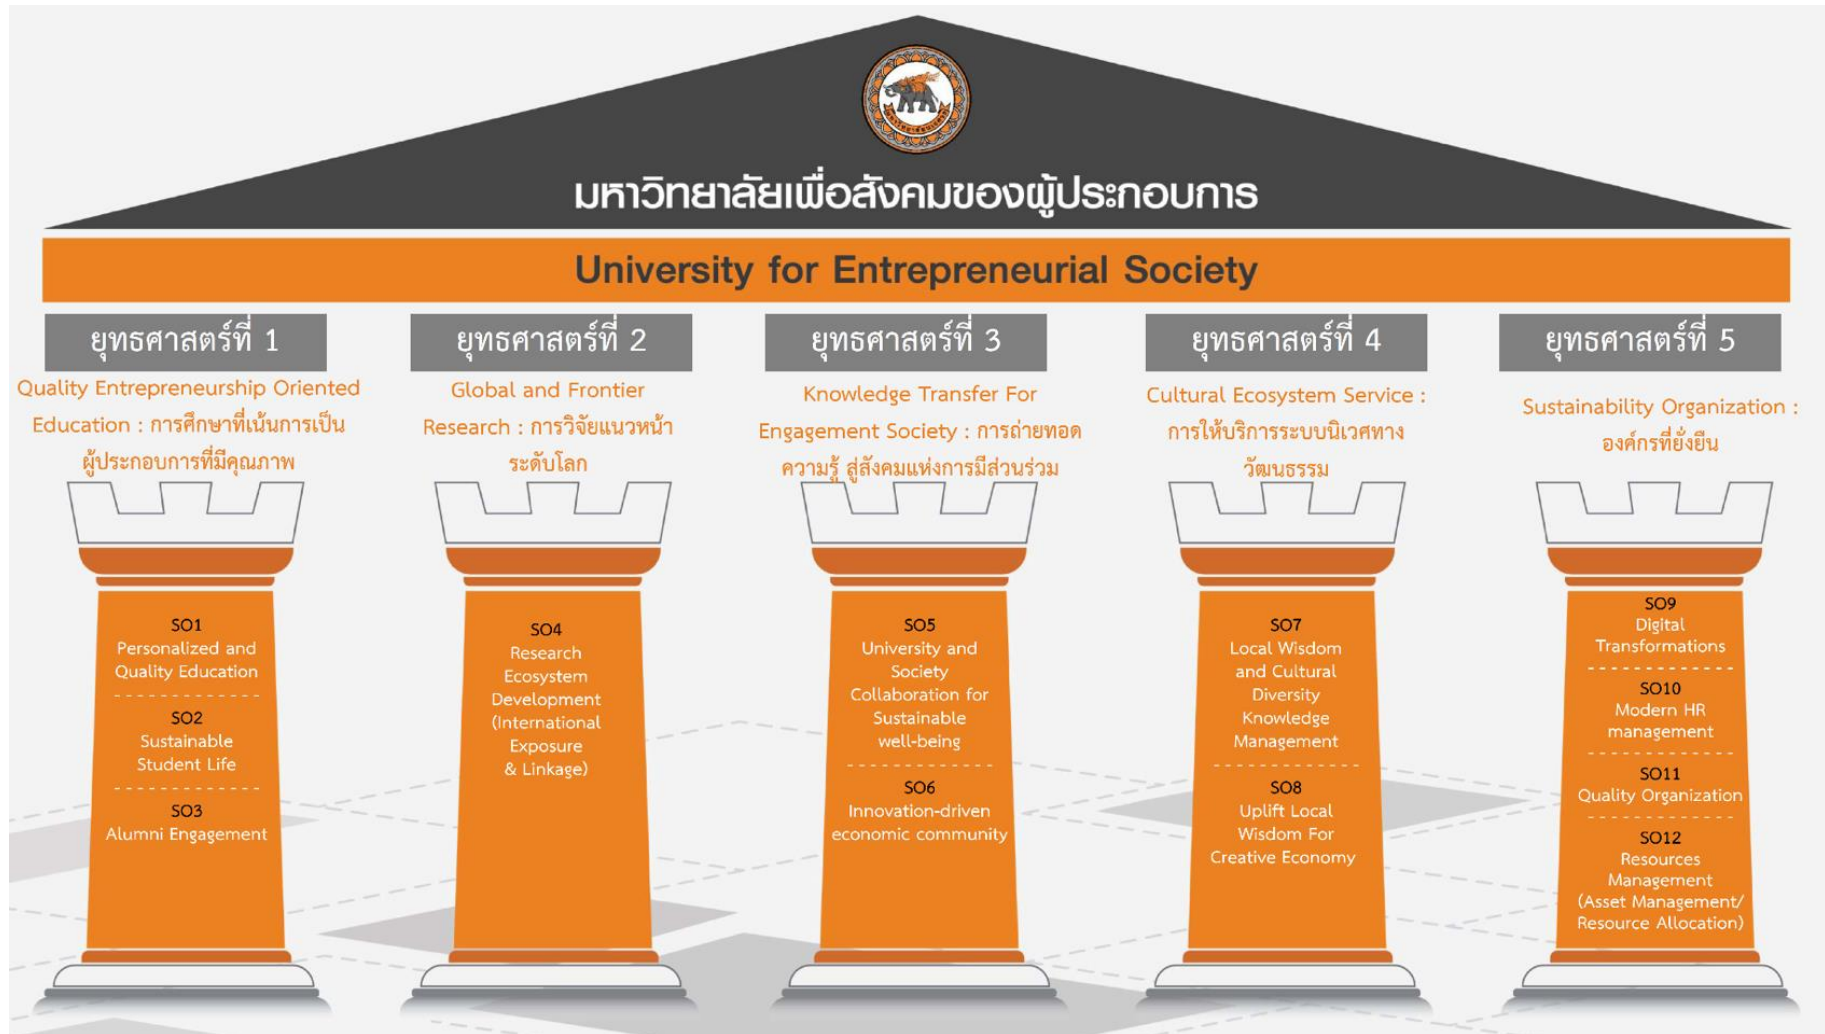 มหาวิทยาลัยเพื่อสังคมของผู้ประกอบการ
University for Entrepreneurial Society
ยุทธศาสตร์ที่ 1
Quality Entrepreneurship Oriented
Education : การศึกษาที่เน้นการเป็น
ผู้ประกอบการที่มีคุณภาพ
SO1
Personalized and
Quality Education
SO2
Sustainable
Student Life
SO3
Alumni Engagement
ยุทธศาสตร์ที่ 2
Global and Frontier
Research : การวิจัยแนวหน้า
ระดับโลก
SO4
Research
Ecosystem
Development
(International
Exposure
& Linkage)
ยุทธศาสตร์ที่ 3
Knowledge Transfer For
Engagement Society : การถ่ายทอด
ความรู้ สู่สังคมแห่งการมีส่วนร่วม
SO5
University and
Society
Collaboration for
Sustainable
well-being
SO6
Innovation-driven
economic community
ยุทธศาสตร์ที่ 4
Cultural Ecosystem Service :
การให้บริการระบบนิเวศทาง
วัฒนธรรม
SO7
Local Wisdom
and Cultural
Diversity
Knowledge
Management
SO8
Uplift Local
Wisdom For
Creative Economy
ยุทธศาสตร์ที่ 5
Sustainability Organization :
องค์กรที่ยั่งยืน
SO9
Digital
Transformations
SO10
Modern HR
management
SO11
Quality Organization
SO12
Resources
Management
(Asset Management/
Resource Allocation)